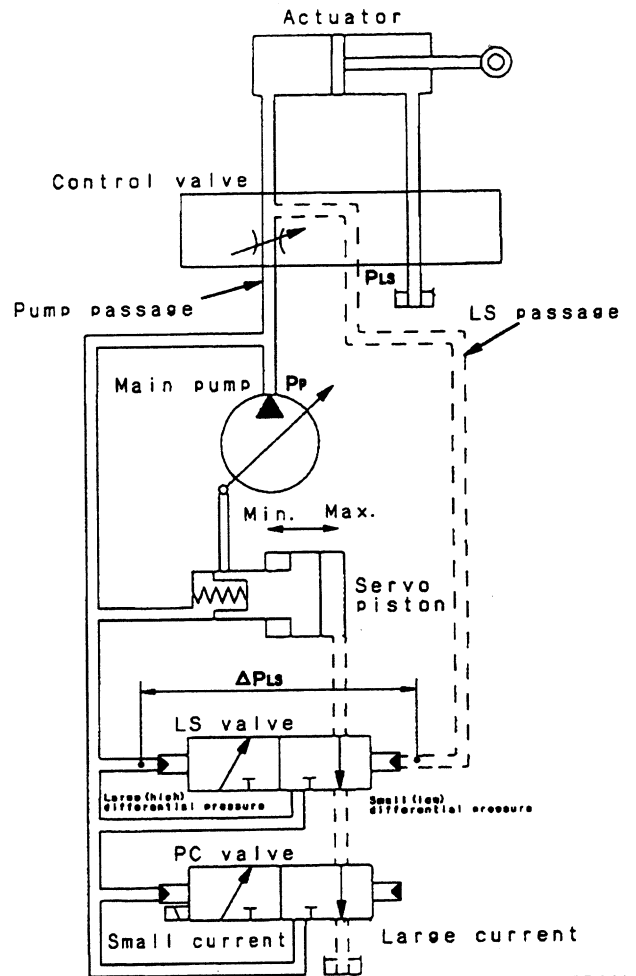 Actuator
Control valve
PLS
Pump passage
LS passage
Main pump
PP
Min. Max.
Servo
piston
ΔPLS
LS valve
Large(high)
differential pressure
Small(low)
differential pressure
PC valve
Small current
Large current